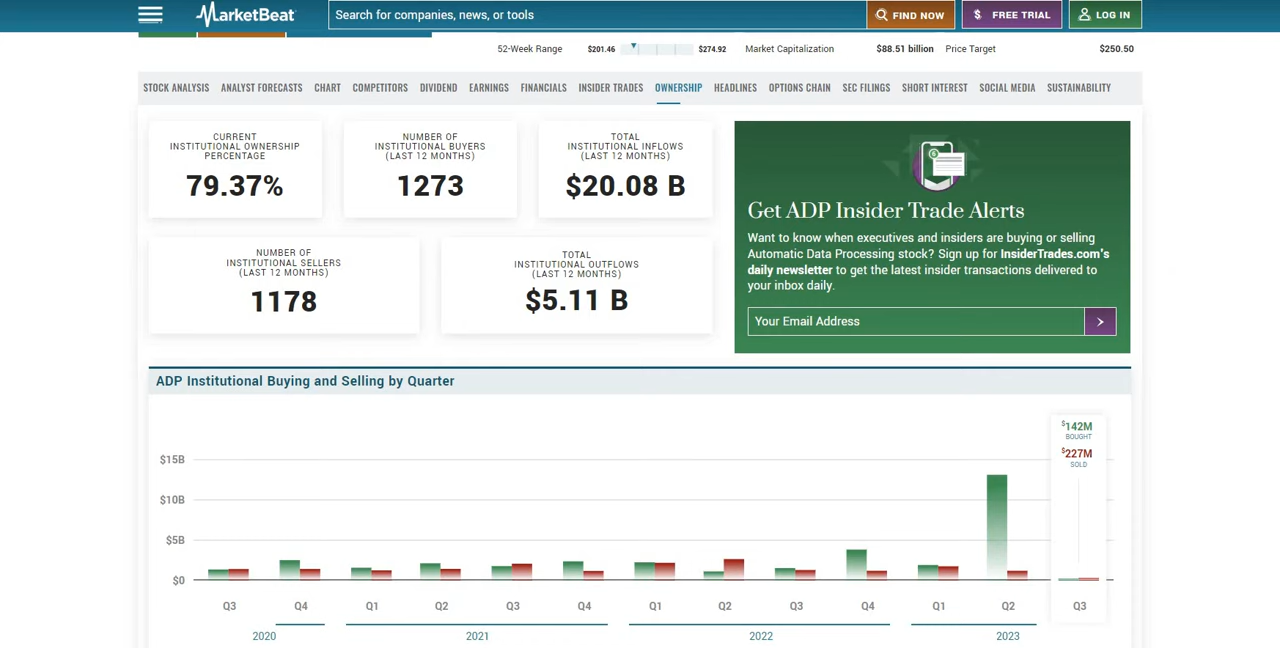 MarketBeat
Search for companies, news, or tools
FIND NOW
$ FREE TRIAL
LOG IN
52-Week Range $201.46 $274.92 Market Capitalization $88.51 billion Price Target $250.50
STOCK ANALYSIS ANALYST FORECASTS CHART COMPETITORS DIVIDEND EARNINGS FINANCIALS INSIDER TRADES OWNERSHIP HEADLINES OPTIONS CHAIN SEC FILINGS SHORT INTEREST SOCIAL MEDIA SUSTAINABILITY
CURRENT
INSTITUTIONAL OWNERSHIP
PERCENTAGE
79.37%
NUMBER OF
INSTITUTIONAL BUYERS
(LAST 12 MONTHS)
1273
TOTAL
INSTITUTIONAL INFLOWS
(LAST 12 MONTHS)
$20.08 B
NUMBER OF
INSTITUTIONAL SELLERS
(LAST 12 MONTHS)
1178
TOTAL
INSTITUTIONAL OUTFLOWS
(LAST 12 MONTHS)
$5.11 B
Get ADP Insider Trade Alerts
Want to know when executives and insiders are buying or selling
Automatic Data Processing stock? Sign up for InsiderTrades.com's
daily newsletter to get the latest insider transactions delivered to
your inbox daily.
Your Email Address
ADP Institutional Buying and Selling by Quarter
$142M
BOUGHT
$227M
SOLD
$15B
$10B
$5B
$0
Q3 Q4 Q1 Q2 Q3 Q4 Q1 Q2 Q3 Q4 Q1 Q2 Q3
2020 2021 2022 2023